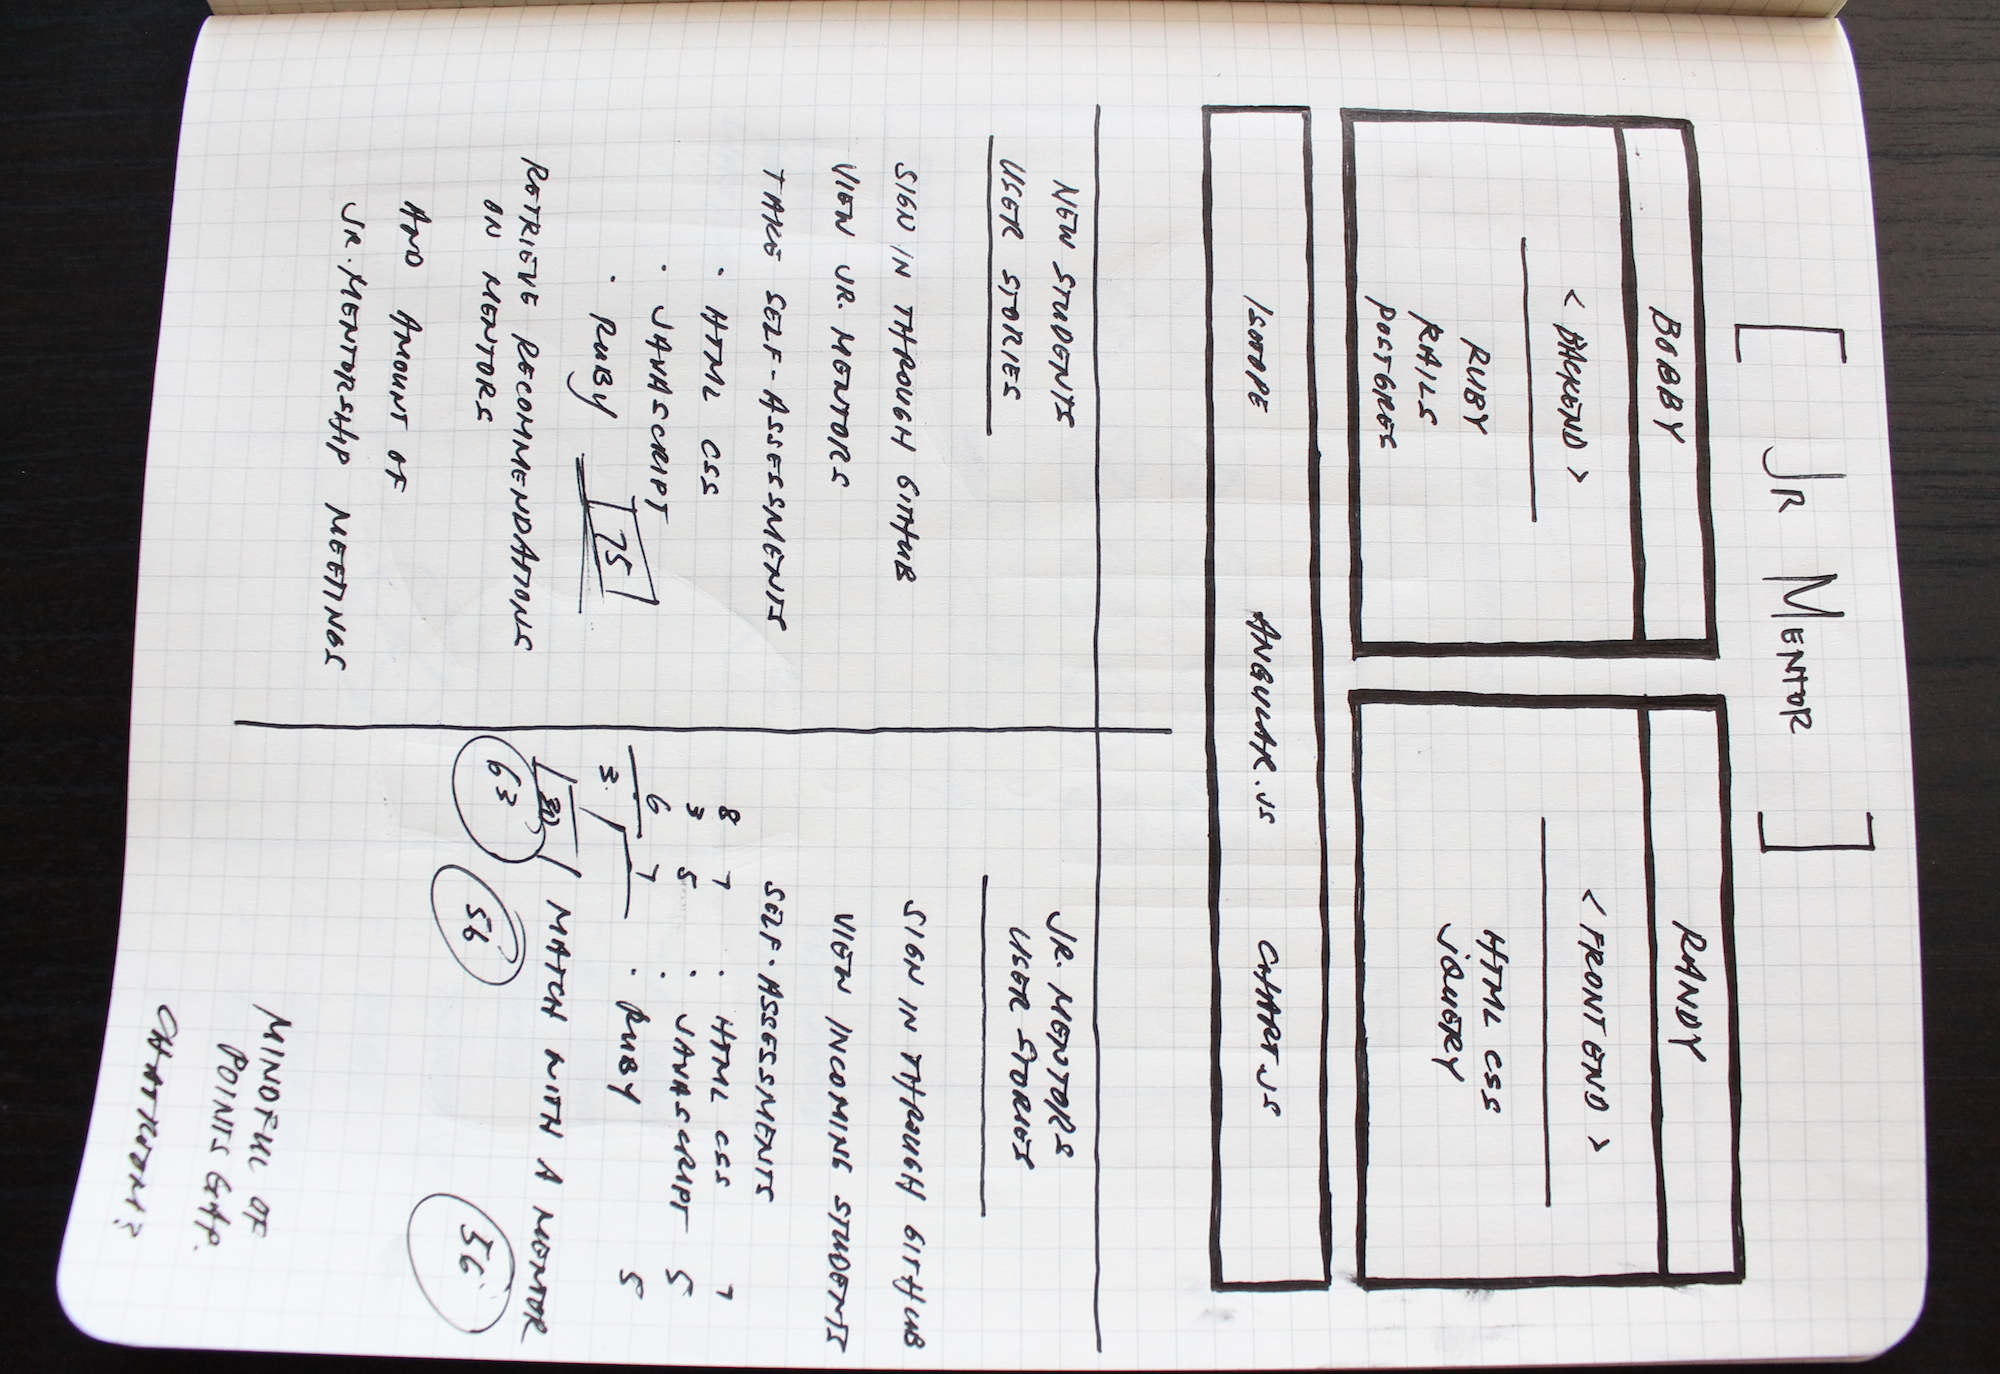 [ JR MENTOR ]
BOBBY
< BACKEND >
RUBY
RAILS
POSTGRES
RANDY
< FRONT END >
HTML CSS
JQUERY
ISOTOPE ANGULAR.JS CHART JS
NEW STUDENTS
USER STORIES
SIGN IN THROUGH GITHUB
VIEW JR. MENTORS
TAKE SELF-ASSESSMENTS
· HTML CSS
· JAVASCRIPT
· RUBY
75
RETRIEVE RECOMMENDATIONS
ON MENTORS
AND AMOUNT OF
JR. MENTORSHIP MEETINGS
JR. MENTORS
USER STORIES
SIGN IN THROUGH GITHUB
VIEW INCOMING STUDENTS
SELF-ASSESSMENTS
8 7 · HTML CSS 7
3 5 · JAVASCRIPT 5
6 7 · RUBY 5
3
MATCH WITH A MENTOR
63 56 56
MINDFUL OF
POINTS GAP.
CHATROOM?